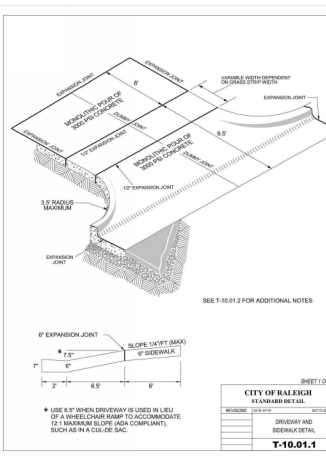 EXPANSION JOINT
EXPANSION JOINT
6'
MONOLITHIC POUR OF
3000 PSI CONCRETE
DUMMY JOINT
VARIABLE WIDTH DEPENDENT
ON GRASS STRIP WIDTH
EXPANSION JOINT
EXPANSION JOINT
1/2" EXPANSION JOINT
8.5'
MONOLITHIC POUR OF
3000 PSI CONCRETE
DUMMY JOINT
1/2" EXPANSION JOINT
3.5' RADIUS
MAXIMUM
EXPANSION
JOINT
SEE T-10.01.2 FOR ADDITIONAL NOTES
6" EXPANSION JOINT
SLOPE 1/4"/FT (MAX)
* 7.5"
6" SIDEWALK
7"
6"
2'
6.5'
6'
* USE 6.5" WHEN DRIVEWAY IS USED IN LIEU
OF A WHEELCHAIR RAMP TO ACCOMMODATE
12:1 MAXIMUM SLOPE (ADA COMPLIANT),
SUCH AS IN A CUL-DE SAC.
SHEET 1 O
CITY OF RALEIGH
STANDARD DETAIL
REVISIONS
DRIVEWAY AND
SIDEWALK DETAIL
T-10.01.1